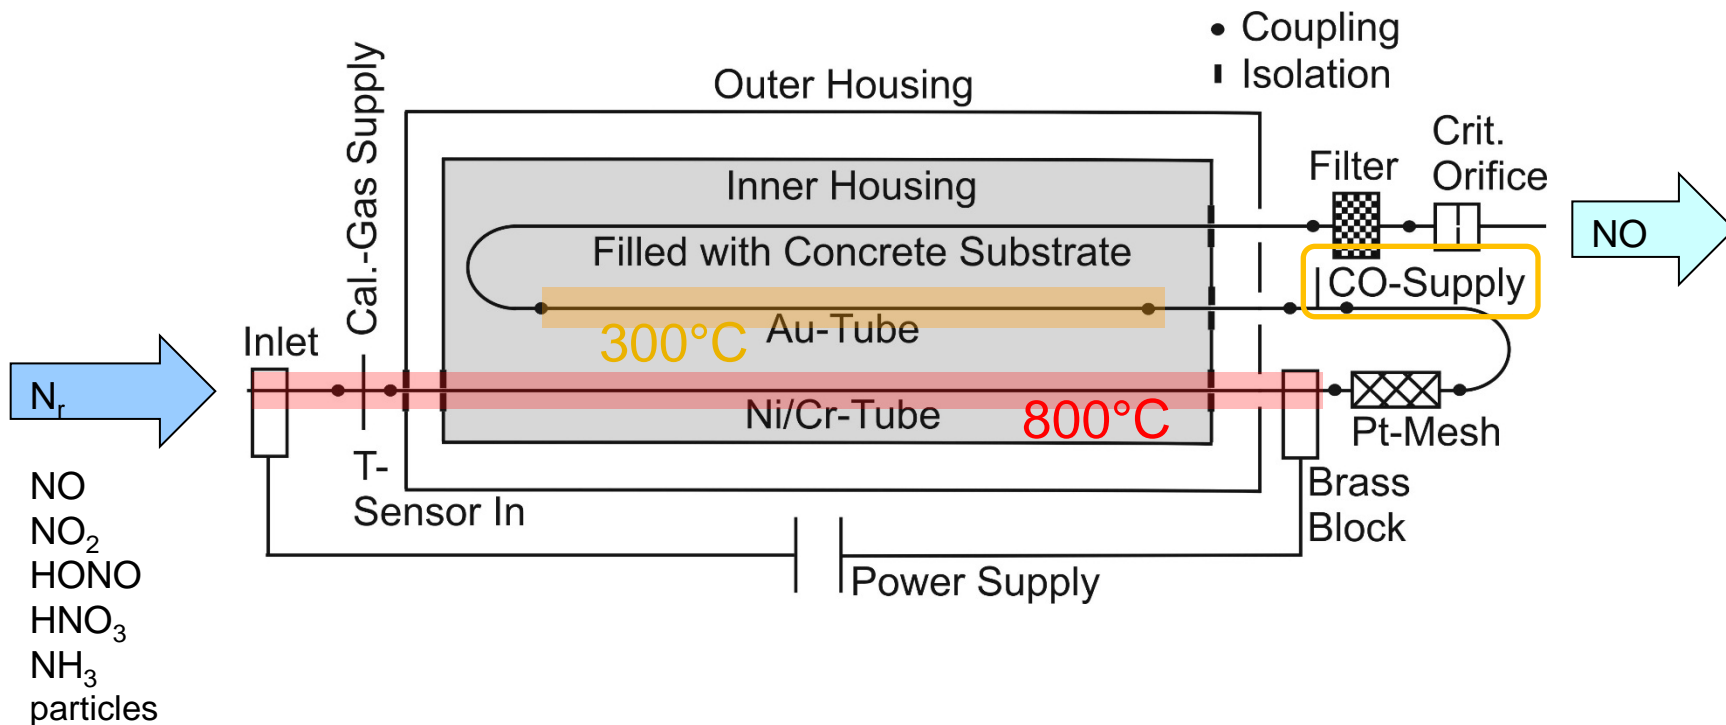 Coupling
Isolation
Outer Housing
Cal.-Gas Supply
Crit.
Orifice
Filter
Inner Housing
NO
Filled with Concrete Substrate
CO-Supply
Au-Tube
300°C
Inlet
Nr
Ni/Cr-Tube
800°C
Pt-Mesh
T-
Sensor In
Brass
Block
Power Supply
NO
NO2
HONO
HNO3
NH3
particles